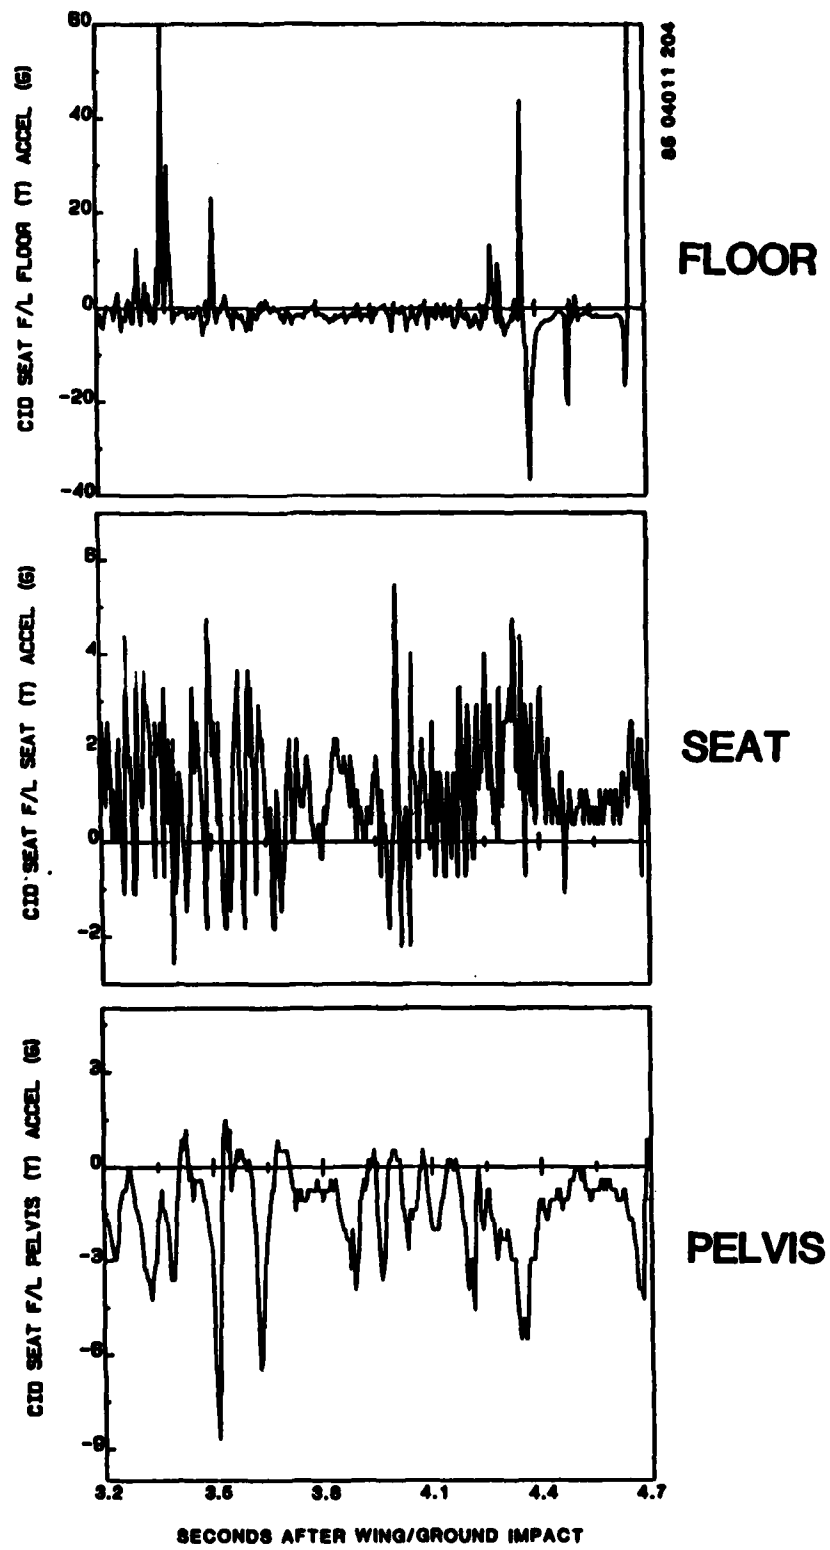 60
40
20
0
-20
-40
CID SEAT F/L FLOOR (T) ACCEL (G)
86 04011 204
FLOOR
6
4
2
0
-2
CID SEAT F/L SEAT (T) ACCEL (G)
SEAT
3
0
-3
-6
-9
CID SEAT F/L PELVIS (T) ACCEL (G)
PELVIS
3.2 3.5 3.8 4.1 4.4 4.7
SECONDS AFTER WING/GROUND IMPACT